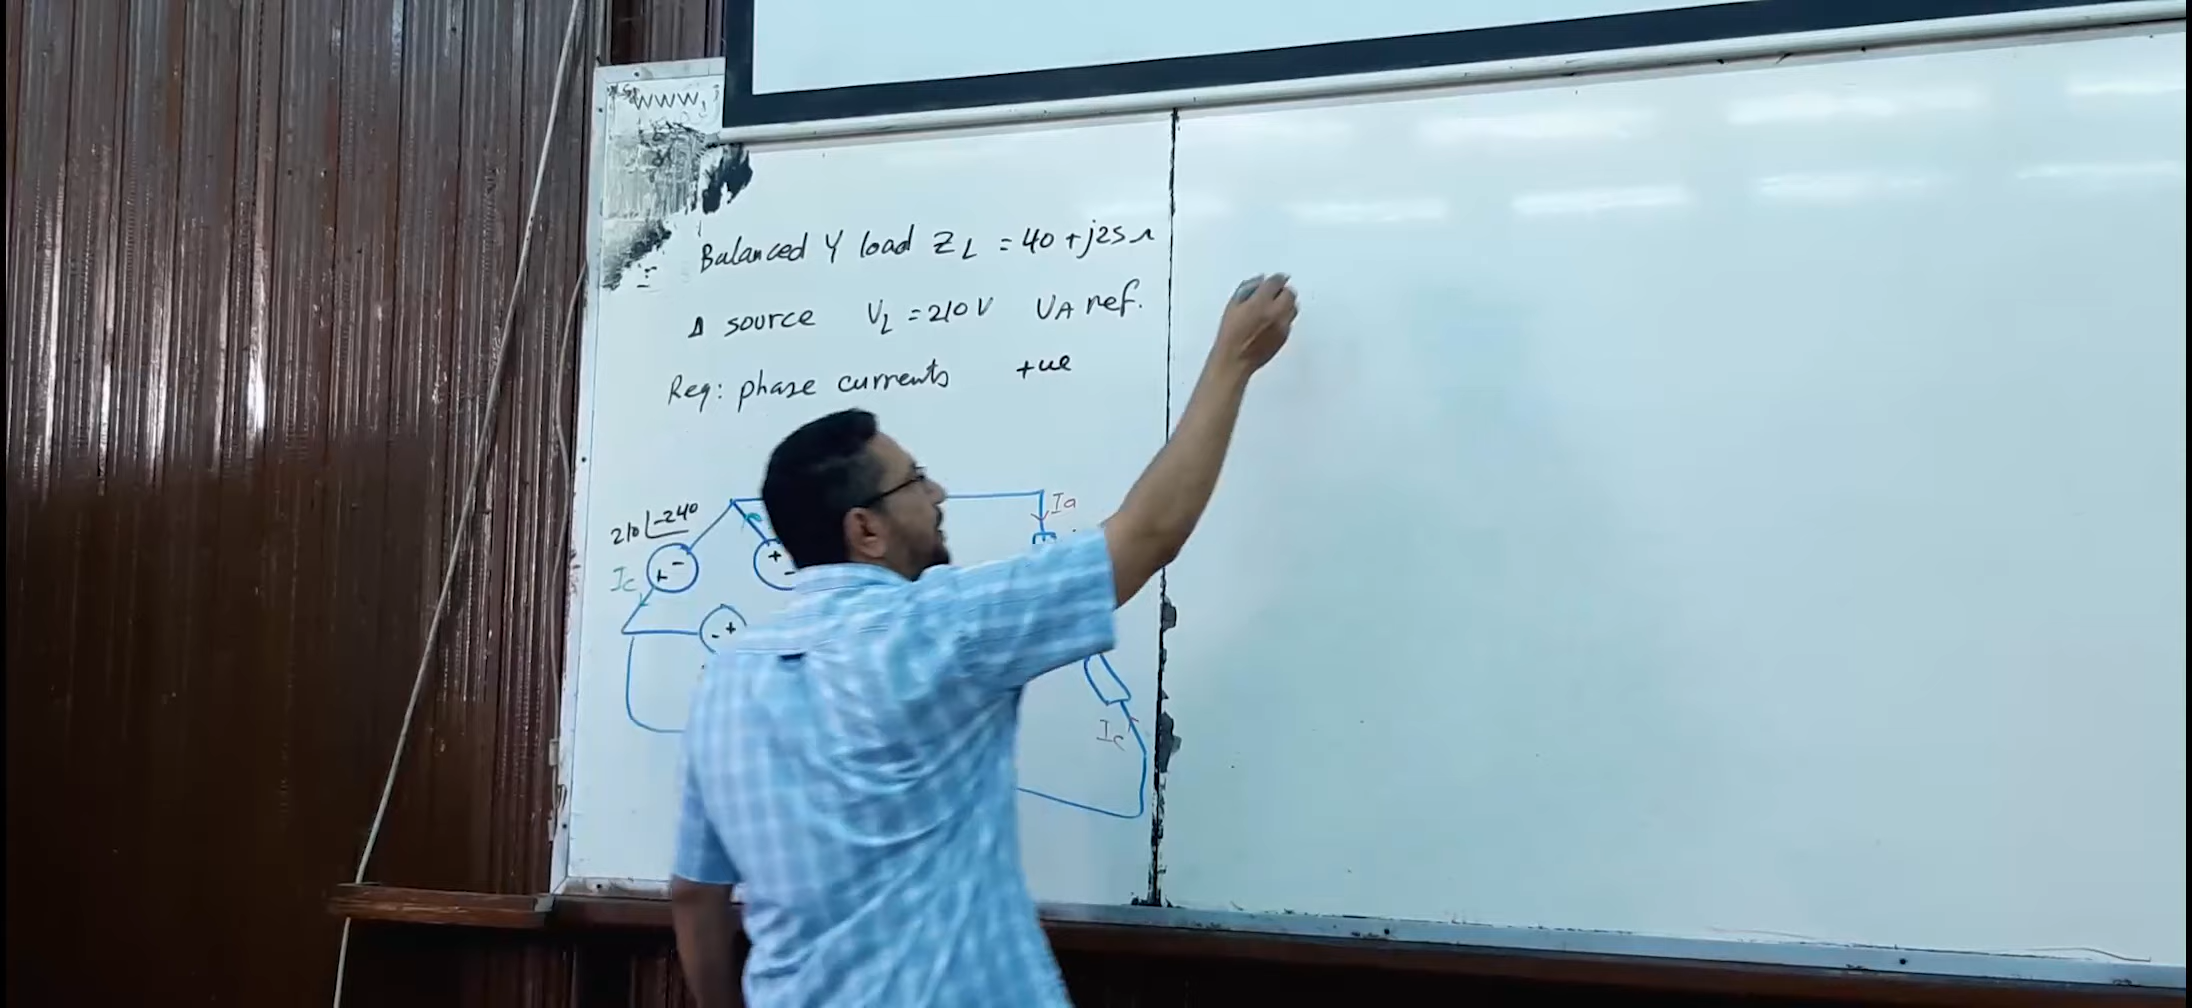 www.
Balanced Y load ZL = 40 + j25 Ω
Δ source VL = 210 V VA ref.
Req: phase currents +ve
210∠-240
Ia
+ -
+ -
Ic
- +
Ic